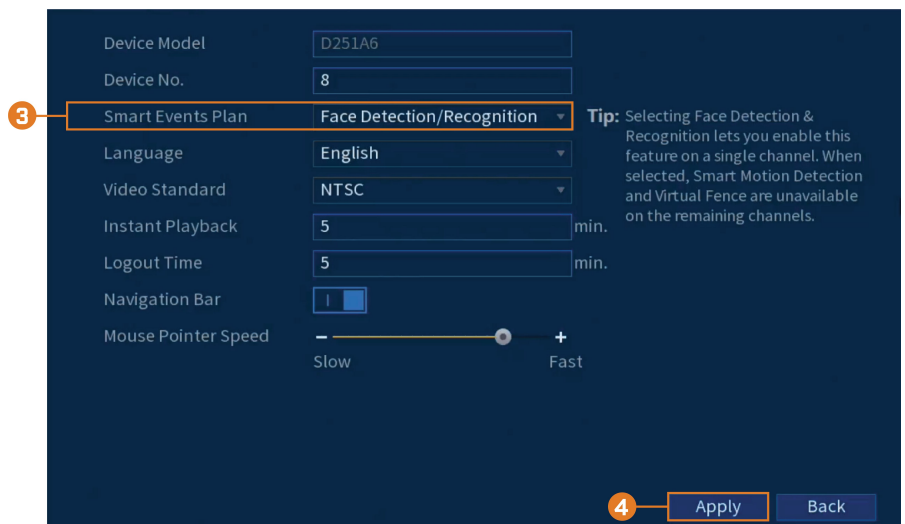 Device Model D251A6
Device No. 8
3 Smart Events Plan Face Detection/Recognition
Tip: Selecting Face Detection &
Recognition lets you enable this
feature on a single channel. When
selected, Smart Motion Detection
and Virtual Fence are unavailable
on the remaining channels.
Language English
Video Standard NTSC
Instant Playback 5 min.
Logout Time 5 min.
Navigation Bar
Mouse Pointer Speed - +
Slow Fast
4 Apply Back